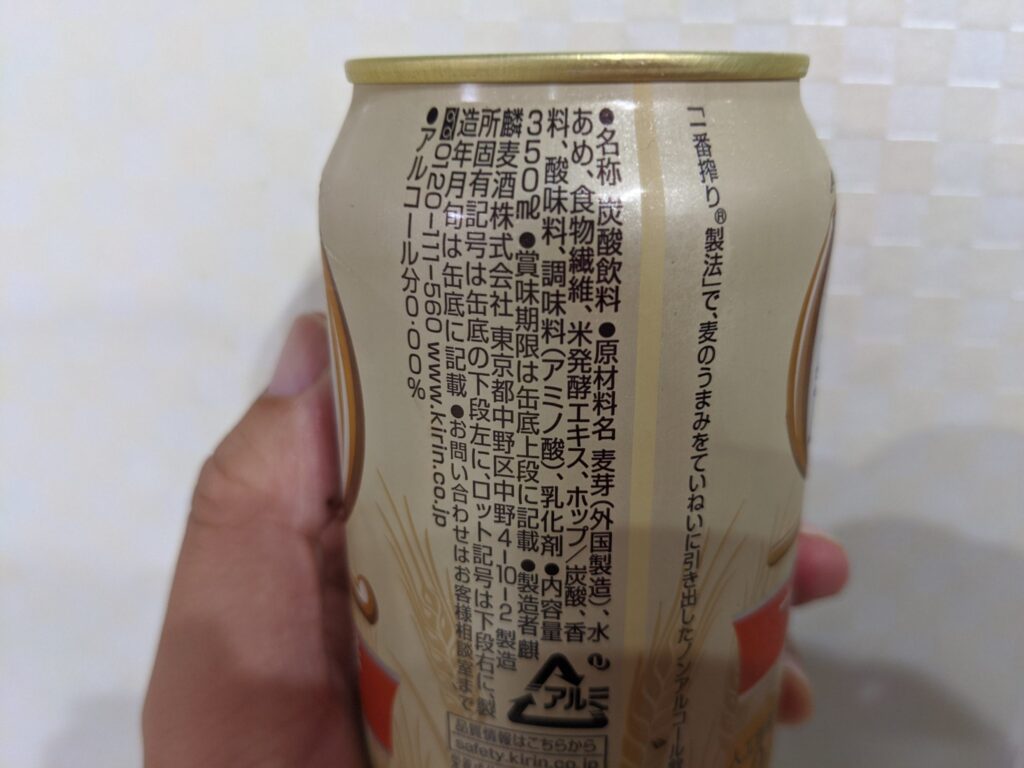 「一番搾り®製法」で、麦のうまみをていねいに引き出したノンアルコール
●名称 炭酸飲料 ●原材料名 麦芽(外国製造)、水
あめ、食物繊維、米発酵エキス、ホップ/炭酸、香
料、酸味料、調味料(アミノ酸)、乳化剤 ●内容量
350㎖ ●賞味期限は缶底上段に記載 ●製造者 麒
麟麦酒株式会社 東京都中野区中野4-10-2 製造
所固有記号は缶底の下段左に、ロット記号は下段右に、製
造年月旬は缶底に記載 ●お問い合わせはお客様相談室まで
0120-111-560 www.kirin.co.jp
●アルコール分0.00%
アルミ
品質情報はこちらから
safety.kirin.co.jp